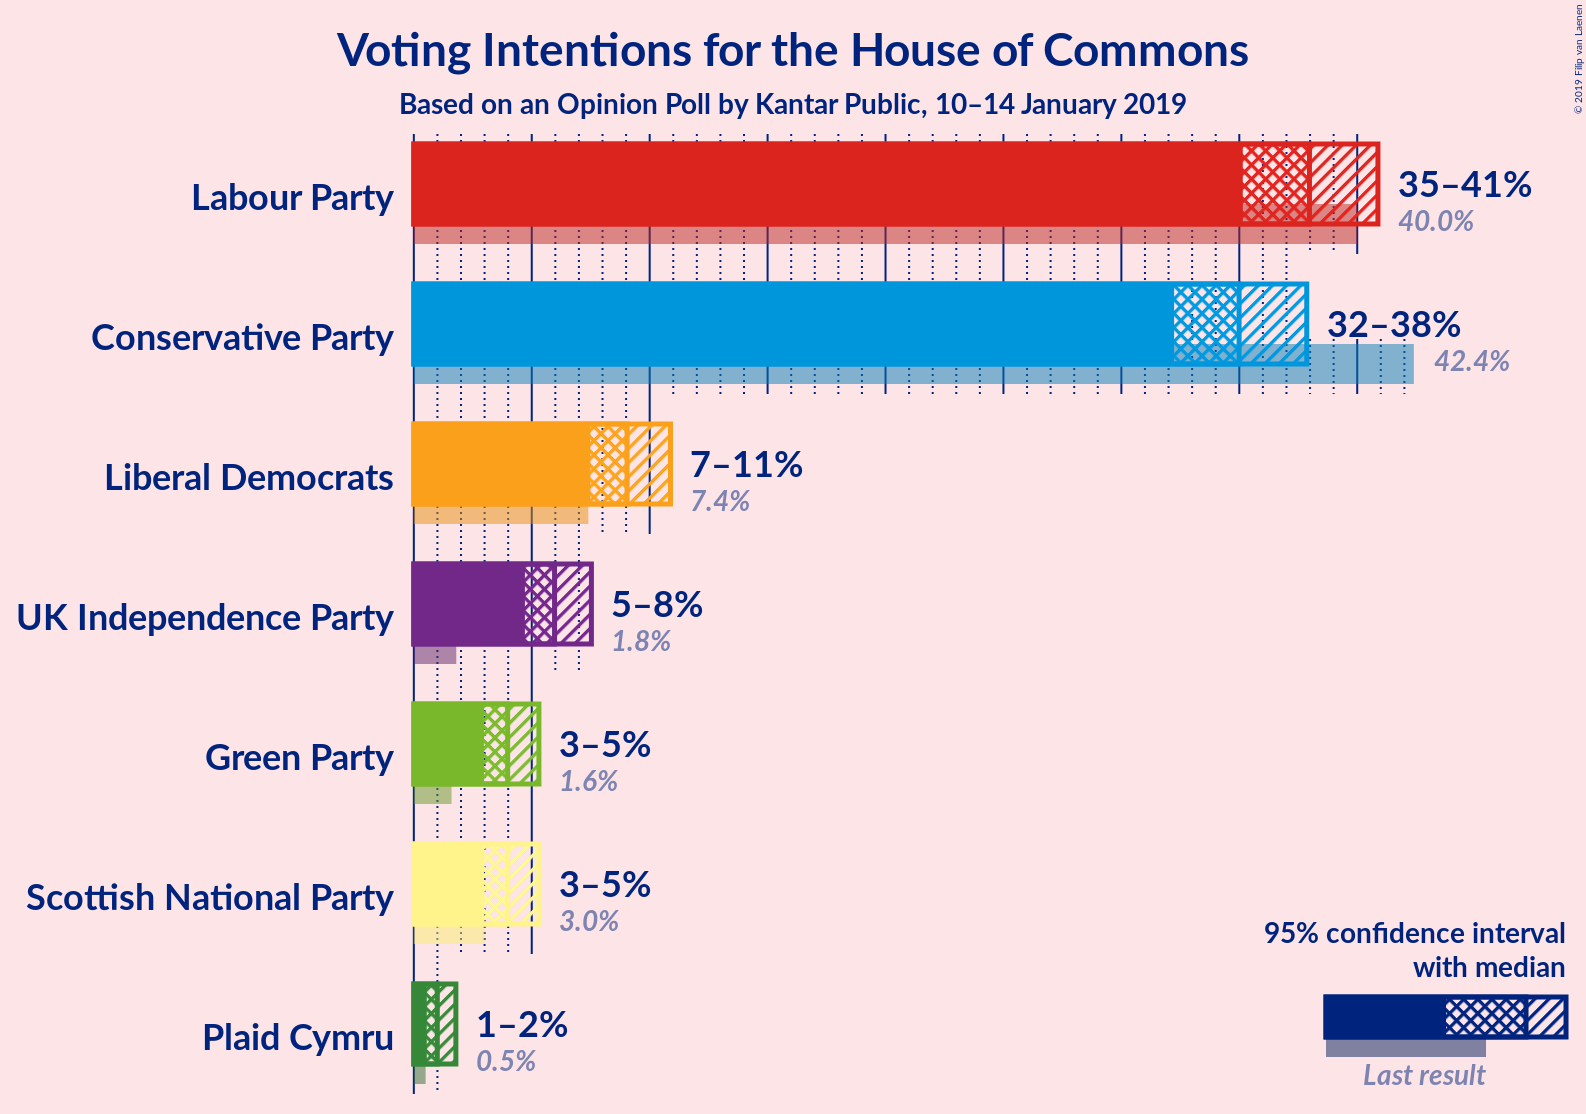 Voting Intentions for the House of Commons
Based on an Opinion Poll by Kantar Public, 10–14 January 2019
© 2019 Filip van Laenen
Labour Party
35–41%
40.0%
Conservative Party
32–38%
42.4%
Liberal Democrats
7–11%
7.4%
UK Independence Party
5–8%
1.8%
Green Party
3–5%
1.6%
Scottish National Party
3–5%
3.0%
Plaid Cymru
1–2%
0.5%
95% confidence interval
with median
Last result